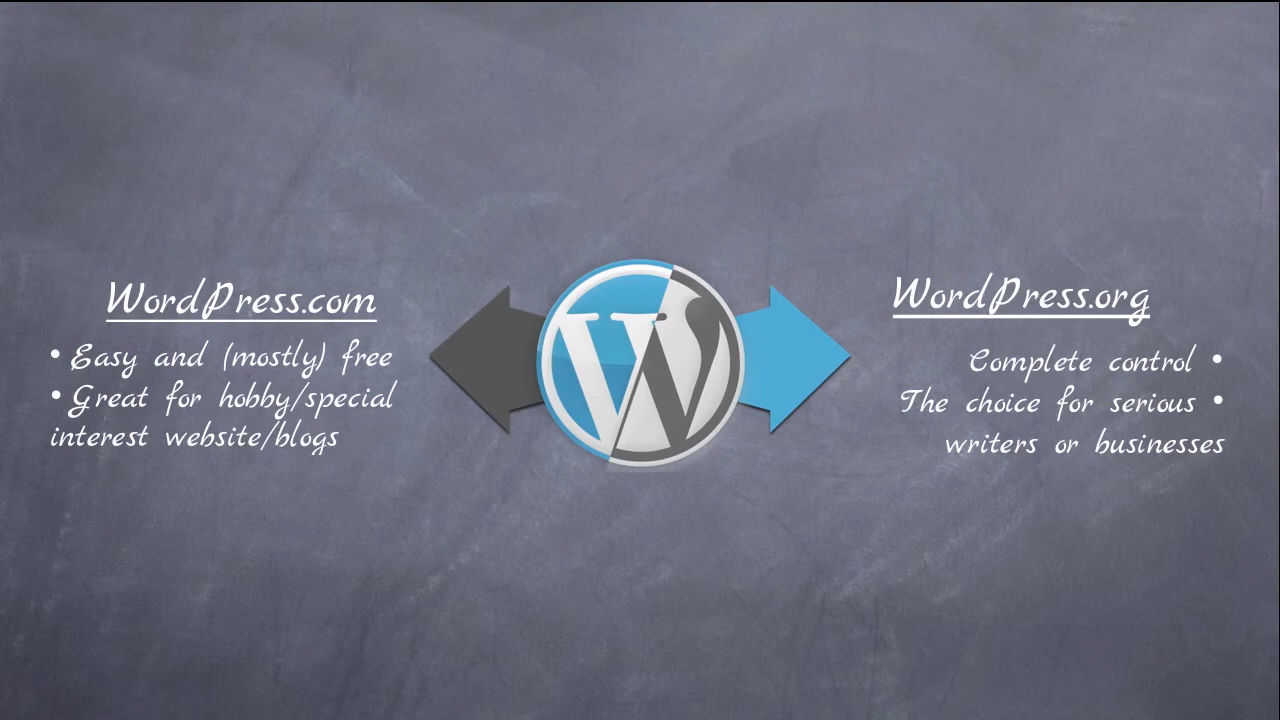 WordPress.com
• Easy and (mostly) free
• Great for hobby/special
interest website/blogs
W
WordPress.org
Complete control •
The choice for serious •
writers or businesses